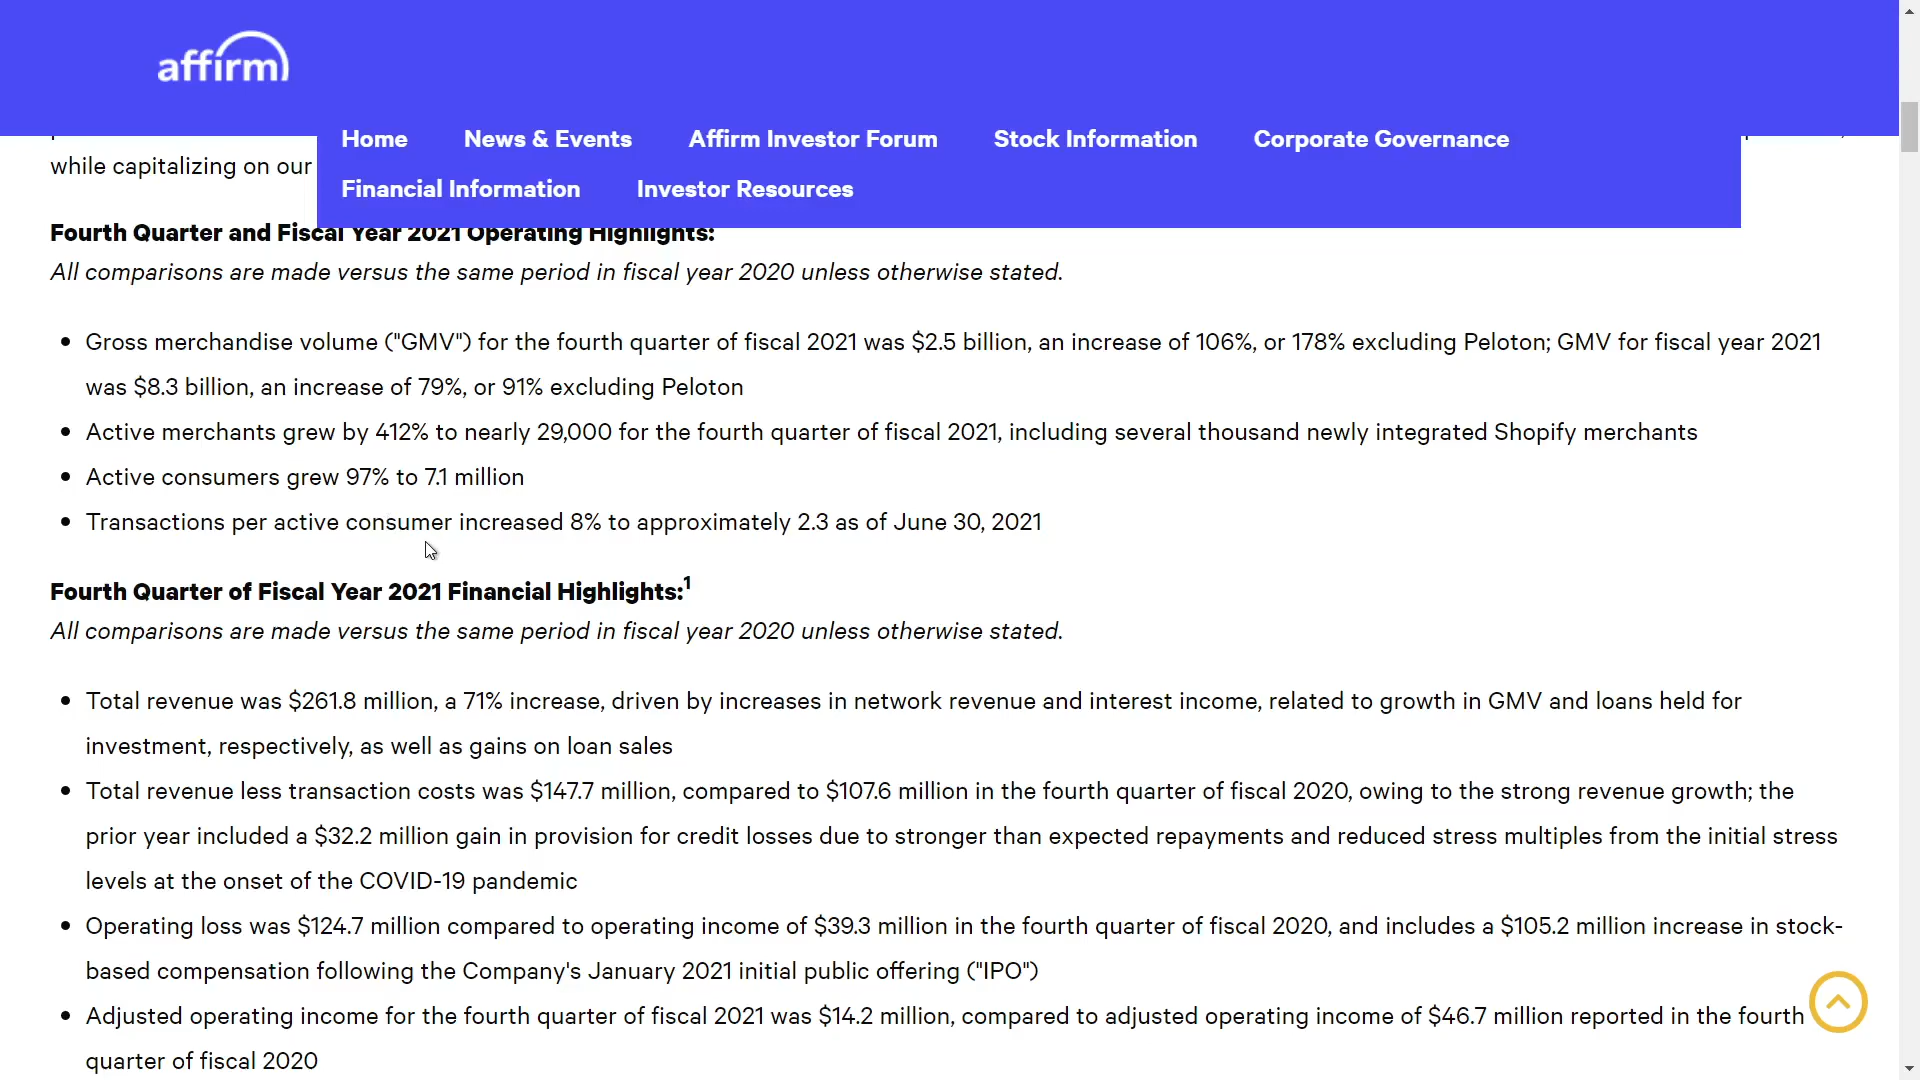 affirm
Home News & Events Affirm Investor Forum Stock Information Corporate Governance
while capitalizing on our
Financial Information Investor Resources
Fourth Quarter and Fiscal Year 2021 Operating Highlights:
All comparisons are made versus the same period in fiscal year 2020 unless otherwise stated.
• Gross merchandise volume ("GMV") for the fourth quarter of fiscal 2021 was $2.5 billion, an increase of 106%, or 178% excluding Peloton; GMV for fiscal year 2021
was $8.3 billion, an increase of 79%, or 91% excluding Peloton
• Active merchants grew by 412% to nearly 29,000 for the fourth quarter of fiscal 2021, including several thousand newly integrated Shopify merchants
• Active consumers grew 97% to 7.1 million
• Transactions per active consumer increased 8% to approximately 2.3 as of June 30, 2021
Fourth Quarter of Fiscal Year 2021 Financial Highlights:1
All comparisons are made versus the same period in fiscal year 2020 unless otherwise stated.
• Total revenue was $261.8 million, a 71% increase, driven by increases in network revenue and interest income, related to growth in GMV and loans held for
investment, respectively, as well as gains on loan sales
• Total revenue less transaction costs was $147.7 million, compared to $107.6 million in the fourth quarter of fiscal 2020, owing to the strong revenue growth; the
prior year included a $32.2 million gain in provision for credit losses due to stronger than expected repayments and reduced stress multiples from the initial stress
levels at the onset of the COVID-19 pandemic
• Operating loss was $124.7 million compared to operating income of $39.3 million in the fourth quarter of fiscal 2020, and includes a $105.2 million increase in stock-
based compensation following the Company's January 2021 initial public offering ("IPO")
• Adjusted operating income for the fourth quarter of fiscal 2021 was $14.2 million, compared to adjusted operating income of $46.7 million reported in the fourth
quarter of fiscal 2020